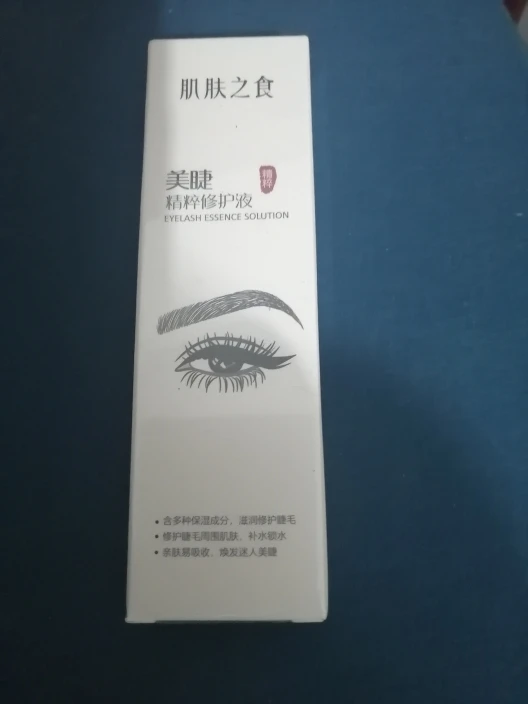 肌肤之食
美睫
精粹
精粹修护液
EYELASH ESSENCE SOLUTION
• 含多种保湿成分，滋润修护睫毛
• 修护睫毛周围肌肤，补水锁水
• 亲肤易吸收，焕发迷人美睫